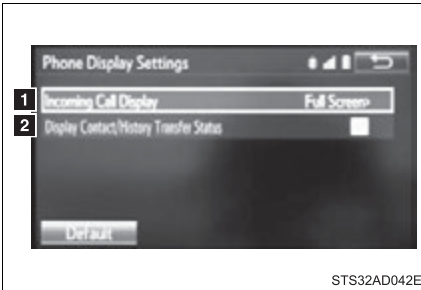 Phone Display Settings
1 Incoming Call Display Full Screen>
2 Display Contact/History Transfer Status
Default
STS32AD042E